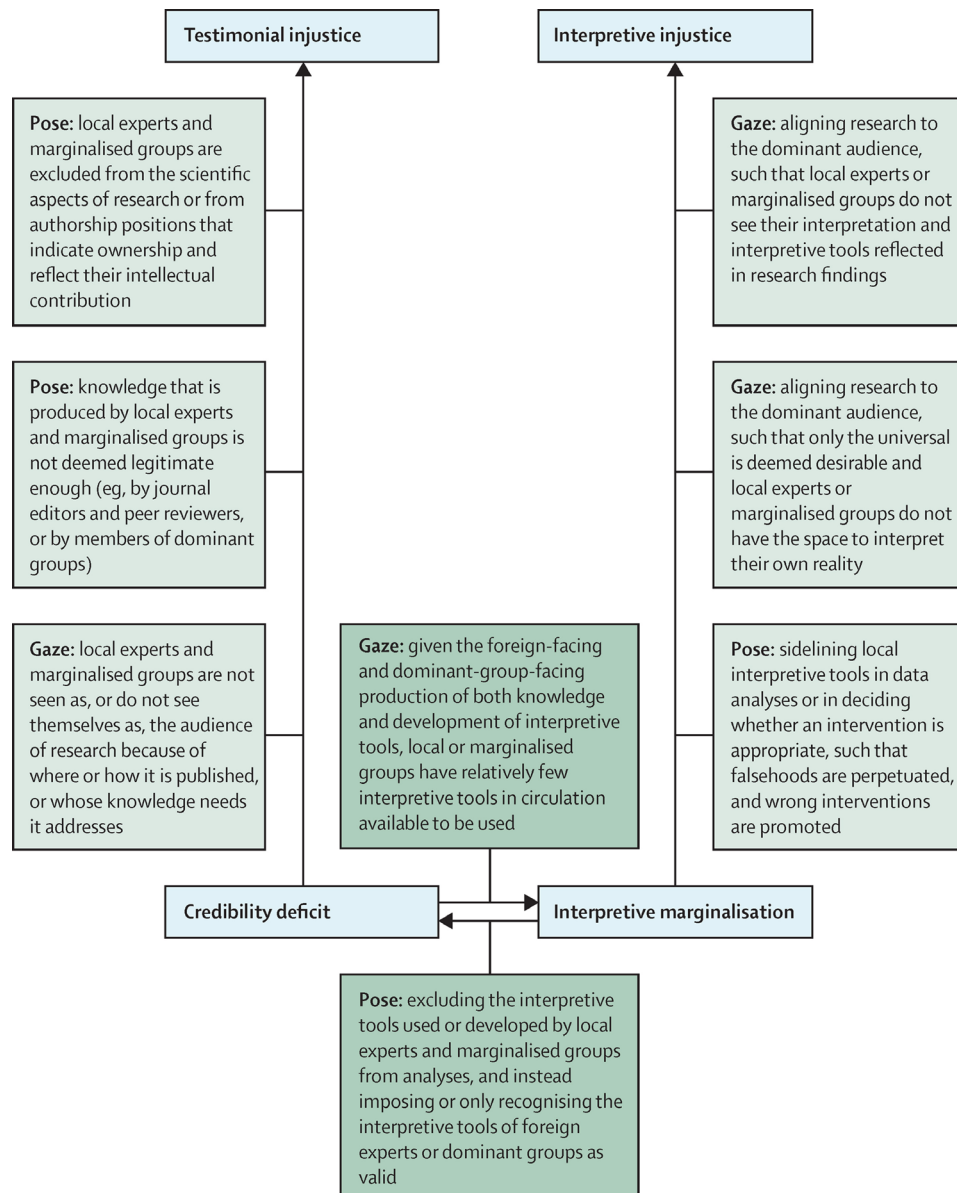 Testimonial injustice
Interpretive injustice
Pose: local experts and
marginalised groups are
excluded from the scientific
aspects of research or from
authorship positions that
indicate ownership and
reflect their intellectual
contribution
Gaze: aligning research to
the dominant audience,
such that local experts or
marginalised groups do not
see their interpretation and
interpretive tools reflected
in research findings
Pose: knowledge that is
produced by local experts
and marginalised groups is
not deemed legitimate
enough (eg, by journal
editors and peer reviewers,
or by members of dominant
groups)
Gaze: aligning research to
the dominant audience,
such that only the universal
is deemed desirable and
local experts or
marginalised groups do not
have the space to interpret
their own reality
Gaze: local experts and
marginalised groups are not
seen as, or do not see
themselves as, the audience
of research because of
where or how it is published,
or whose knowledge needs
it addresses
Gaze: given the foreign-facing
and dominant-group-facing
production of both knowledge
and development of interpretive
tools, local or marginalised
groups have relatively few
interpretive tools in circulation
available to be used
Pose: sidelining local
interpretive tools in data
analyses or in deciding
whether an intervention is
appropriate, such that
falsehoods are perpetuated,
and wrong interventions
are promoted
Credibility deficit
Interpretive marginalisation
Pose: excluding the interpretive
tools used or developed by local
experts and marginalised groups
from analyses, and instead
imposing or only recognising the
interpretive tools of foreign
experts or dominant groups as
valid